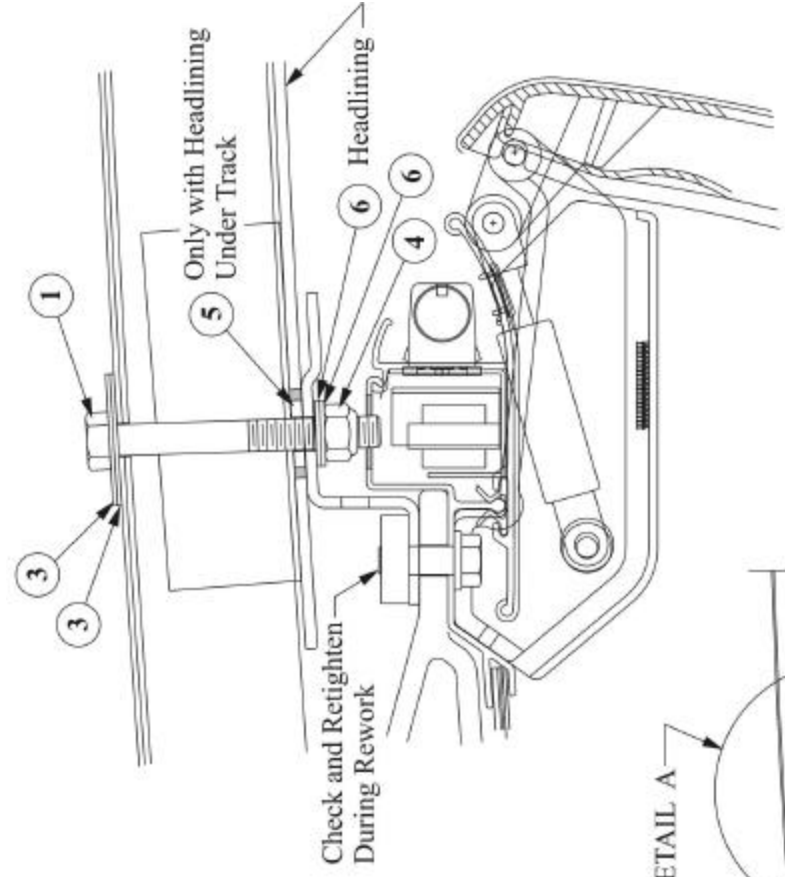 1
3
3
Only with Headlining
Under Track
Headlining
5
6
6
4
Check and Retighten
During Rework
ETAIL A